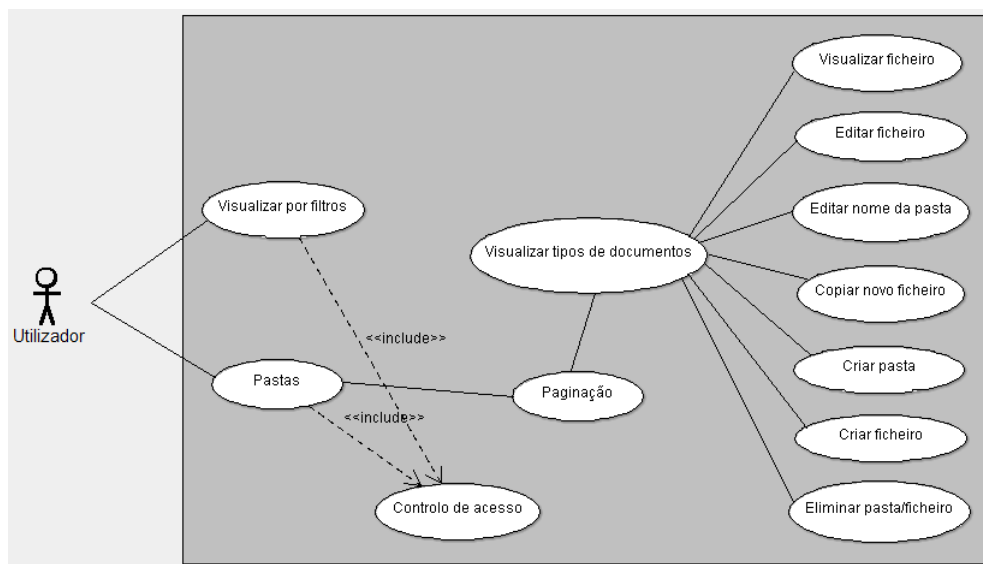 Visualizar ficheiro
Editar ficheiro
Visualizar por filtros
Editar nome da pasta
Visualizar tipos de documentos
Copiar novo ficheiro
Utilizador
<<include>>
Pastas
Paginação
Criar pasta
<<include>>
Criar ficheiro
Controlo de acesso
Eliminar pasta/ficheiro